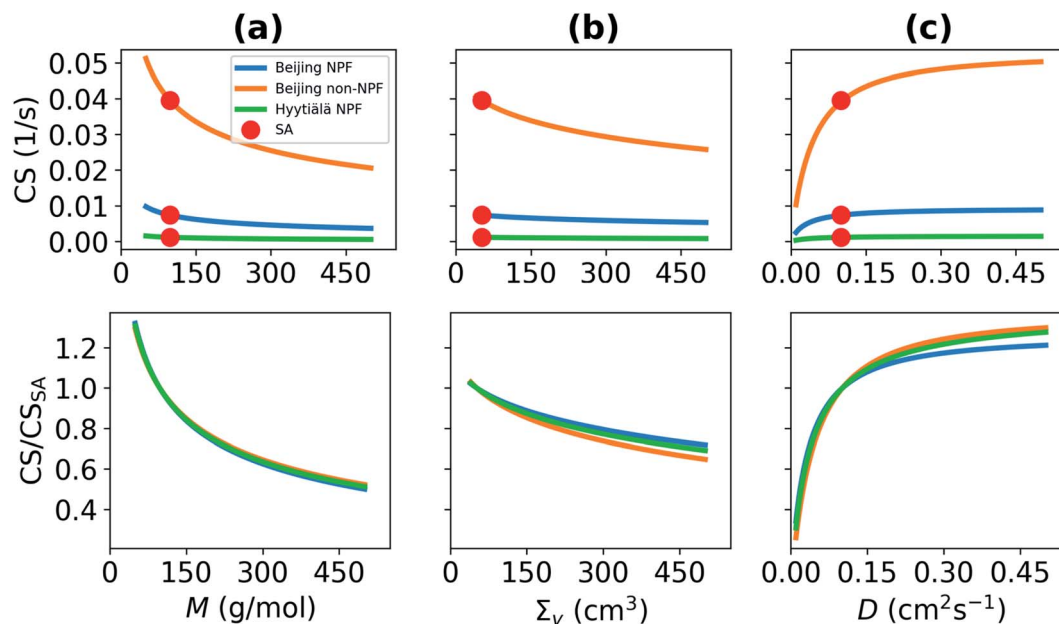 (a) (b) (c)
CS (1/s)
0.05
0.04
0.03
0.02
0.01
0.00
Beijing NPF
Beijing non-NPF
Hyytiälä NPF
SA
0 150 300 450
0 150 300 450
0.00 0.15 0.30 0.45
CS/CS_SA
1.2
1.0
0.8
0.6
0.4
0 150 300 450
0 150 300 450
0.00 0.15 0.30 0.45
M (g/mol)
Σ_v (cm³)
D (cm²s⁻¹)